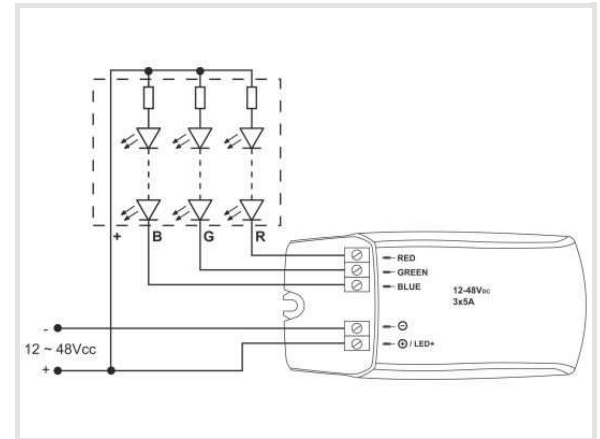 + B G R
RED
GREEN
BLUE
12-48VDC
3x5A
-
12 ~ 48Vcc
+
⊖
⊕ / LED+